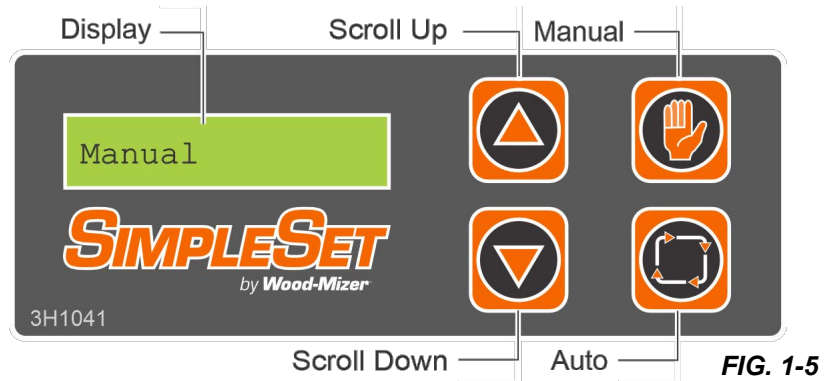 Display
Scroll Up
Manual
Manual
SIMPLESET
by Wood-Mizer
3H1041
Scroll Down
Auto
FIG. 1-5